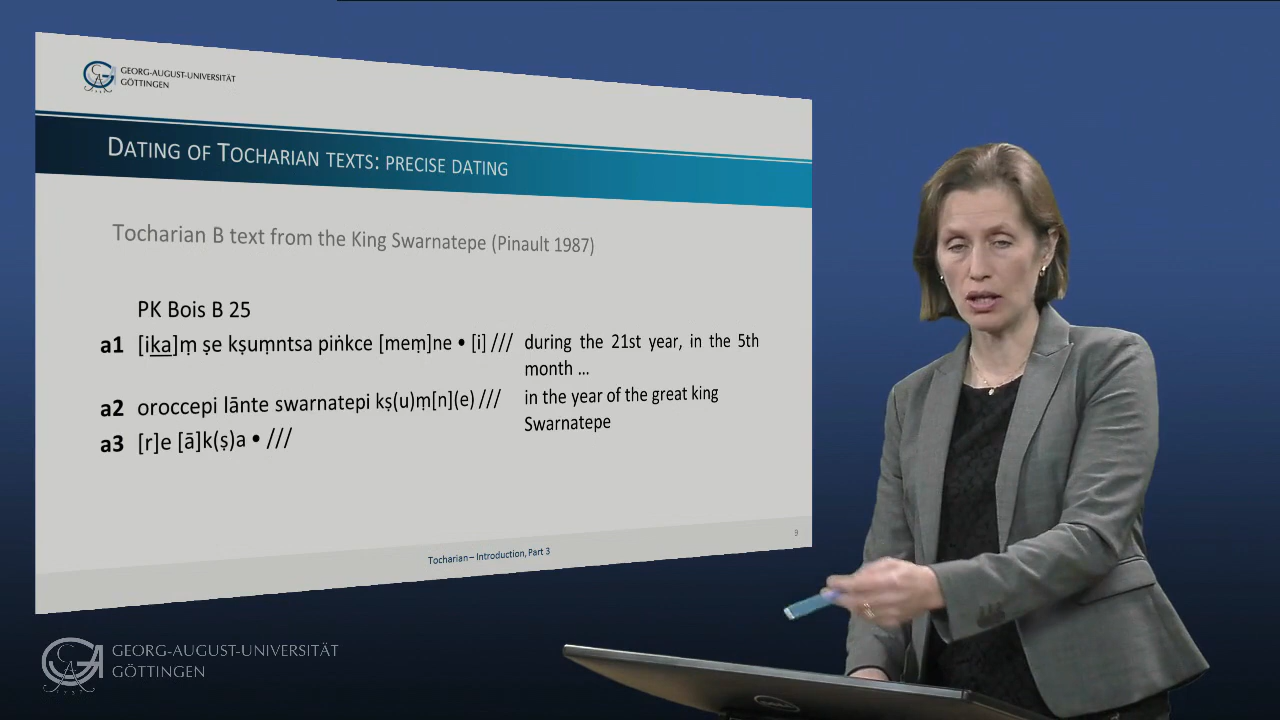 GEORG-AUGUST-UNIVERSITÄT
GÖTTINGEN
DATING OF TOCHARIAN TEXTS: PRECISE DATING
Tocharian B text from the King Swarnatepe (Pinault 1987)
PK Bois B 25
a1 [ika]ṃ ṣe kṣuṃntsa piṅkce [meṃ]ne • [i] /// during the 21st year, in the 5th
month ...
a2 oroccepi lānte swarnatepi kṣ(u)ṃ[n](e) /// in the year of the great king
Swarnatepe
a3 [r]e [ā]k(ṣ)a • ///
9
Tocharian – Introduction, Part 3
GEORG-AUGUST-UNIVERSITÄT
GÖTTINGEN